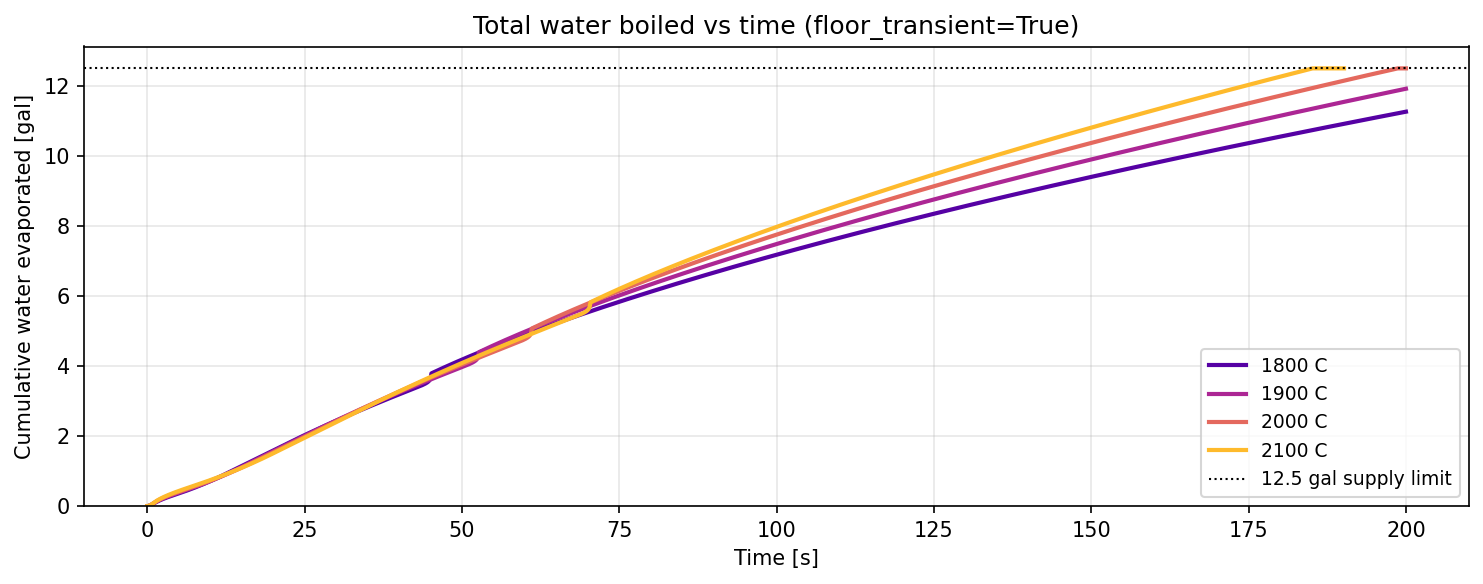 Total water boiled vs time (floor_transient=True)
Cumulative water evaporated [gal]
12
10
8
6
4
2
0
0 25 50 75 100 125 150 175 200
Time [s]
1800 C
1900 C
2000 C
2100 C
12.5 gal supply limit